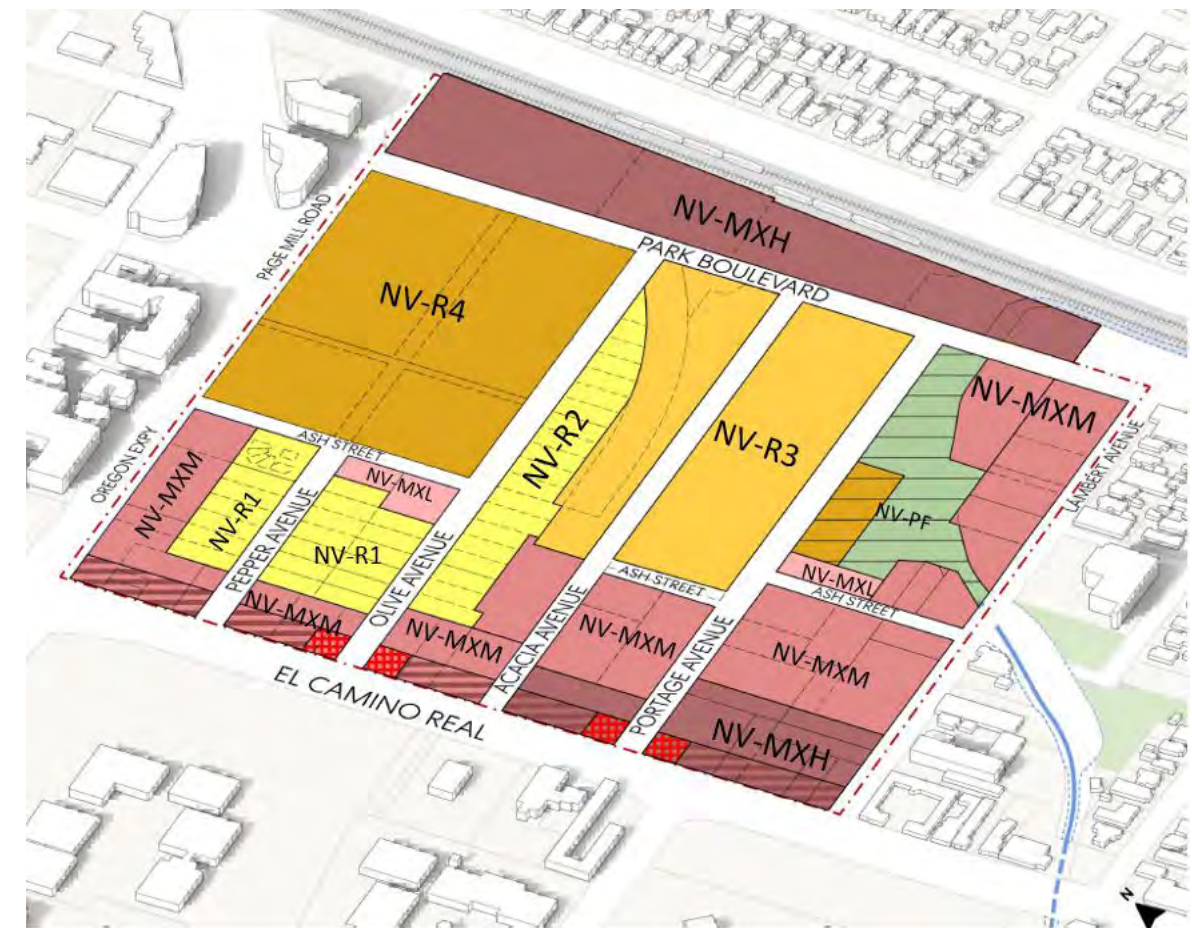 NV-MXH
PARK BOULEVARD
PAGE MILL ROAD
NV-R4
NV-MXM
NV-R2
NV-R3
LAMBERT AVENUE
OREGON EXPY
ASH STREET
NV-MXM
NV-R1
NV-MXL
NV-PF
PEPPER AVENUE
NV-R1
OLIVE AVENUE
NV-MXL
ASH STREET
ASH STREET
NV-MXM
NV-MXM
ACACIA AVENUE
NV-MXM
PORTAGE AVENUE
NV-MXM
EL CAMINO REAL
NV-MXH
N